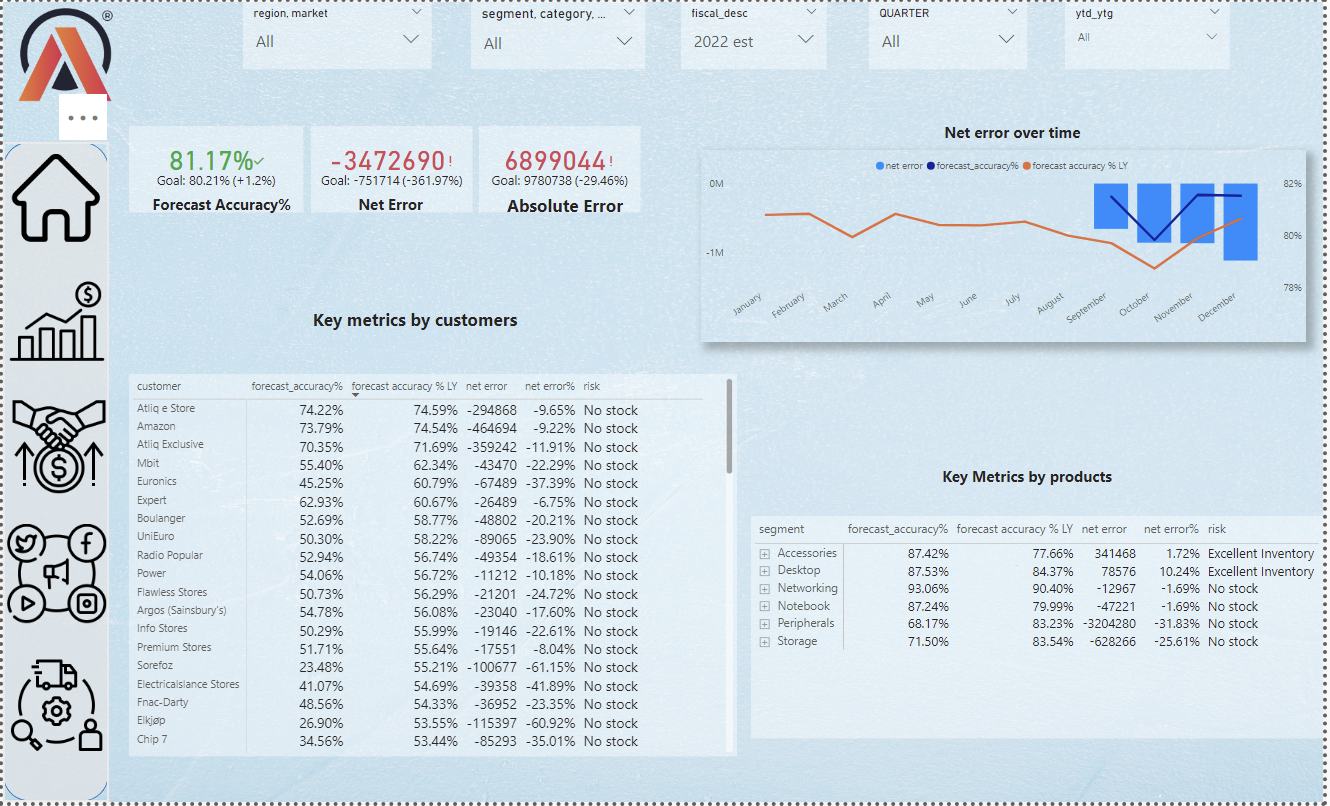 ®
region, market
All
segment, category, ...
All
fiscal_desc
2022 est
QUARTER
All
ytd_ytg
All
81.17%
Goal: 80.21% (+1.2%)
Forecast Accuracy%
-3472690!
Goal: -751714 (-361.97%)
Net Error
6899044!
Goal: 9780738 (-29.46%)
Absolute Error
Net error over time
net error forecast_accuracy% forecast accuracy % LY
0M
-1M
82%
80%
78%
January February March April May June July August September October November December
Key metrics by customers
customer forecast_accuracy% forecast accuracy % LY net error net error% risk
Atliq e Store 74.22% 74.59% -294868 -9.65% No stock
Amazon 73.79% 74.54% -464694 -9.22% No stock
Atliq Exclusive 70.35% 71.69% -359242 -11.91% No stock
Mbit 55.40% 62.34% -43470 -22.29% No stock
Euronics 45.25% 60.79% -67489 -37.39% No stock
Expert 62.93% 60.67% -26489 -6.75% No stock
Boulanger 52.69% 58.77% -48802 -20.21% No stock
UniEuro 50.30% 58.22% -89065 -23.90% No stock
Radio Popular 52.94% 56.74% -49354 -18.61% No stock
Power 54.06% 56.72% -11212 -10.18% No stock
Flawless Stores 50.73% 56.29% -21201 -24.72% No stock
Argos (Sainsbury's) 54.78% 56.08% -23040 -17.60% No stock
Info Stores 50.29% 55.99% -19146 -22.61% No stock
Premium Stores 51.71% 55.64% -17551 -8.04% No stock
Sorefoz 23.48% 55.21% -100677 -61.15% No stock
Electricalslance Stores 41.07% 54.69% -39358 -41.89% No stock
Fnac-Darty 48.56% 54.33% -36952 -23.35% No stock
Elkjøp 26.90% 53.55% -115397 -60.92% No stock
Chip 7 34.56% 53.44% -85293 -35.01% No stock
Key Metrics by products
segment forecast_accuracy% forecast accuracy % LY net error net error% risk
Accessories 87.42% 77.66% 341468 1.72% Excellent Inventory
Desktop 87.53% 84.37% 78576 10.24% Excellent Inventory
Networking 93.06% 90.40% -12967 -1.69% No stock
Notebook 87.24% 79.99% -47221 -1.69% No stock
Peripherals 68.17% 83.23% -3204280 -31.83% No stock
Storage 71.50% 83.54% -628266 -25.61% No stock